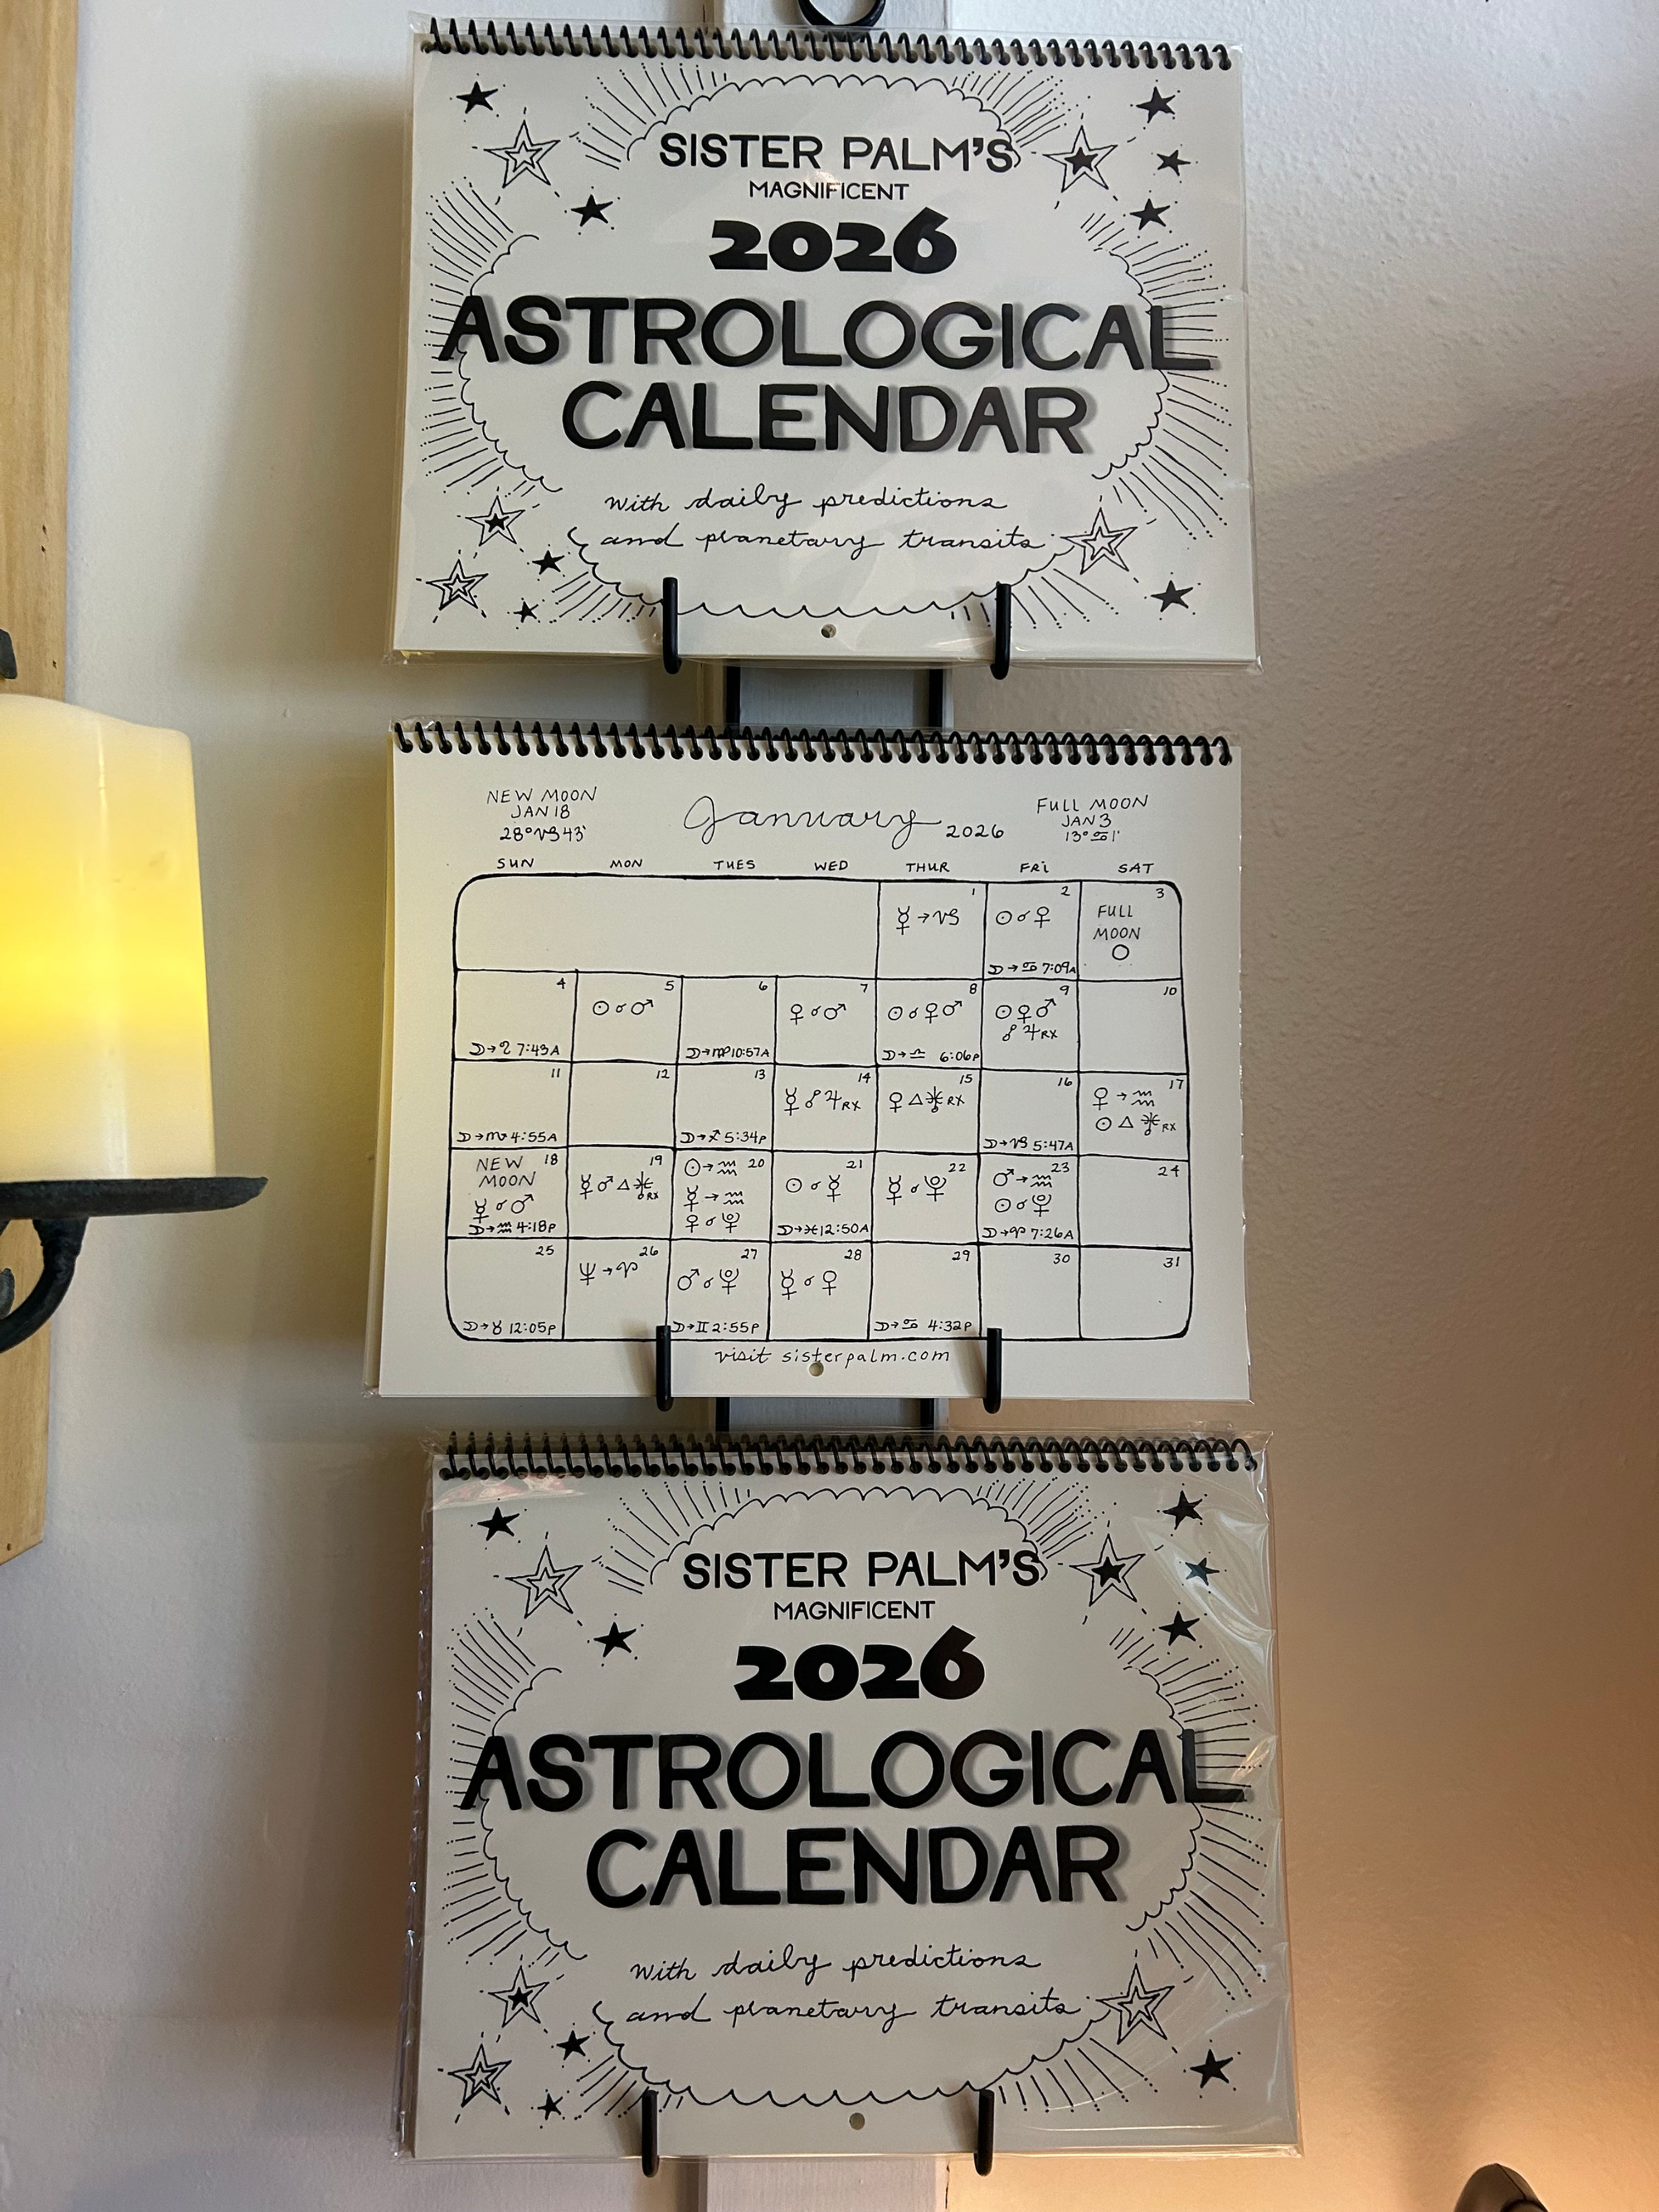 SISTER PALM'S
MAGNIFICENT
2026
ASTROLOGICAL
CALENDAR
with daily predictions
and planetary transits
NEW MOON
JAN 18
28°♑43'
January 2026
FULL MOON
JAN 3
13°♋1'
SUN MON TUES WED THUR FRI SAT
1
☿→♑
2
☉☌♀
☽→♋ 7:09A
3
FULL
MOON
○
4
☽→♌ 7:43A
5
☉☌♂
6
☽→♍ 10:57A
7
♀☌♂
8
☉☌♀♂
☽→♎ 6:06P
9
☉♀♂
☍♃RX
10
11
☽→♏ 4:55A
12
13
☽→♐ 5:34P
14
☿☍♃RX
15
♀△⛢RX
16
☽→♑ 5:47A
17
♀→♒
☉△⛢RX
NEW 18
MOON
☿☌♂
☽→♒ 4:18P
19
☿♂△⛢RX
☉→♒ 20
☿→♒
♀☌⯓
21
☉☌☿
☽→♓ 12:50A
22
☿☌⯓
♂→♒ 23
☉☌⯓
☽→♈ 7:26A
24
25
☽→♉ 12:05P
26
♆→♈
27
♂☌⯓
☽→♊ 2:55P
28
☿☌♀
29
☽→♋ 4:32P
30
31
visit sisterpalm.com
SISTER PALM'S
MAGNIFICENT
2026
ASTROLOGICAL
CALENDAR
with daily predictions
and planetary transits